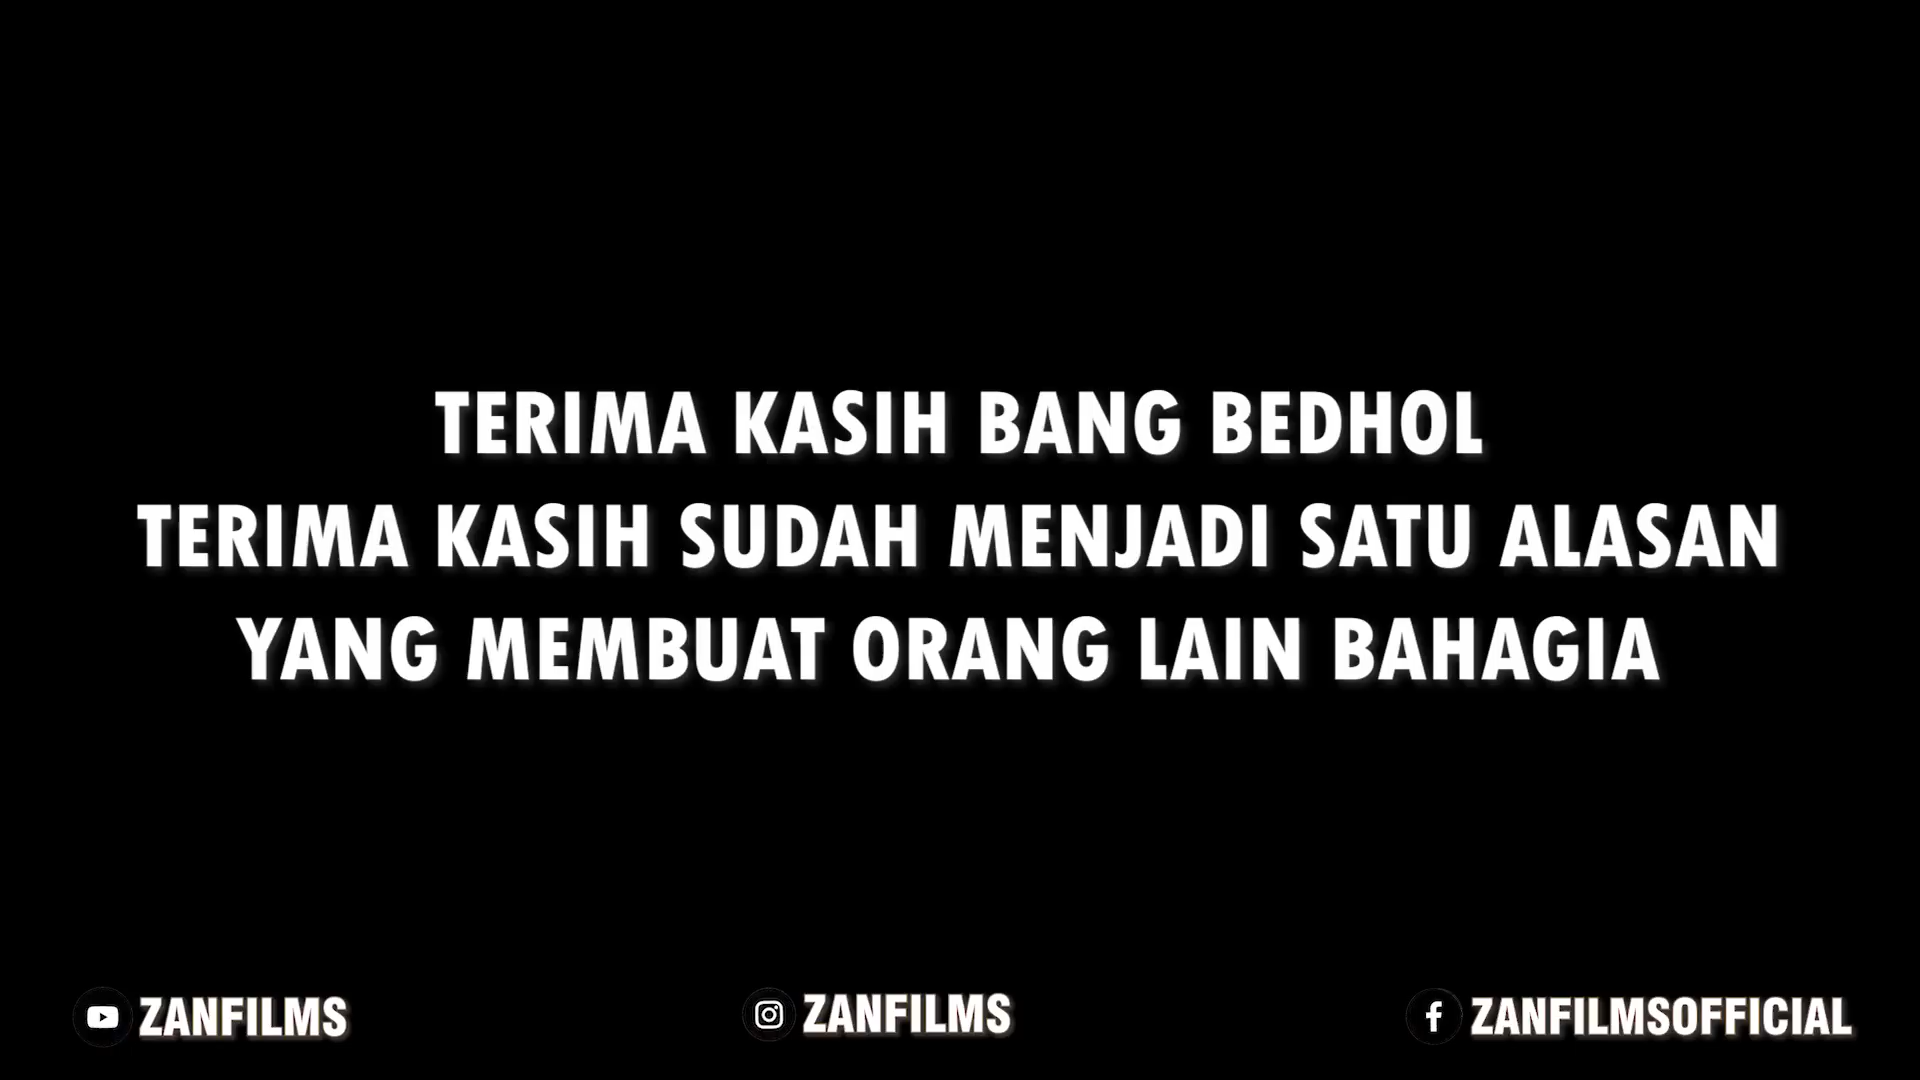 TERIMA KASIH BANG BEDHOL
TERIMA KASIH SUDAH MENJADI SATU ALASAN
YANG MEMBUAT ORANG LAIN BAHAGIA
ZANFILMS
ZANFILMS
ZANFILMSOFFICIAL